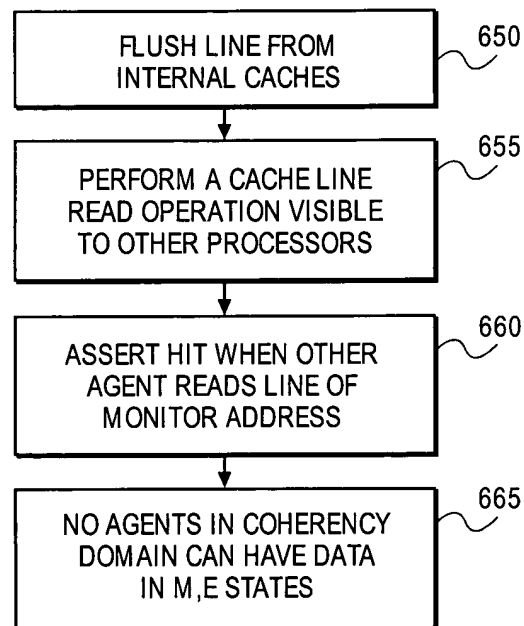 FLUSH LINE FROM
INTERNAL CACHES
650
PERFORM A CACHE LINE
READ OPERATION VISIBLE
TO OTHER PROCESSORS
655
ASSERT HIT WHEN OTHER
AGENT READS LINE OF
MONITOR ADDRESS
660
NO AGENTS IN COHERENCY
DOMAIN CAN HAVE DATA
IN M,E STATES
665